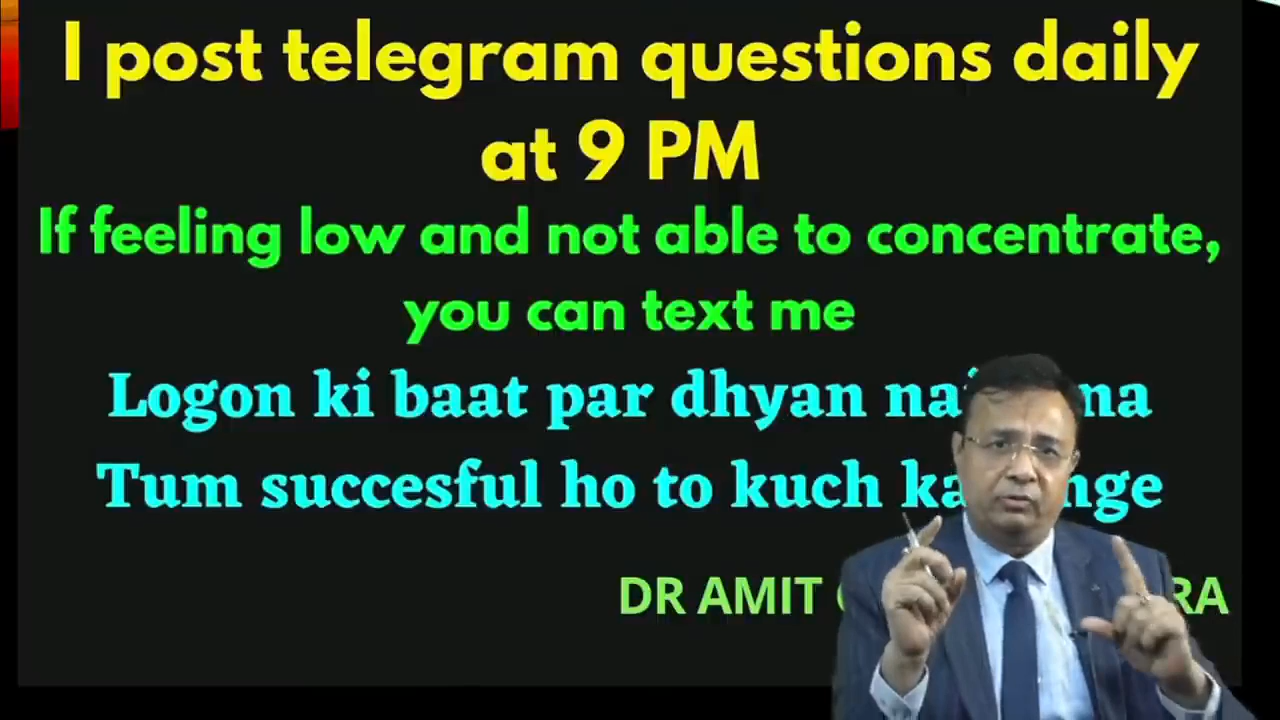 I post telegram questions daily
at 9 PM
If feeling low and not able to concentrate,
you can text me
Logon ki baat par dhyan
Tum succesful ho to kuch
DR AMIT